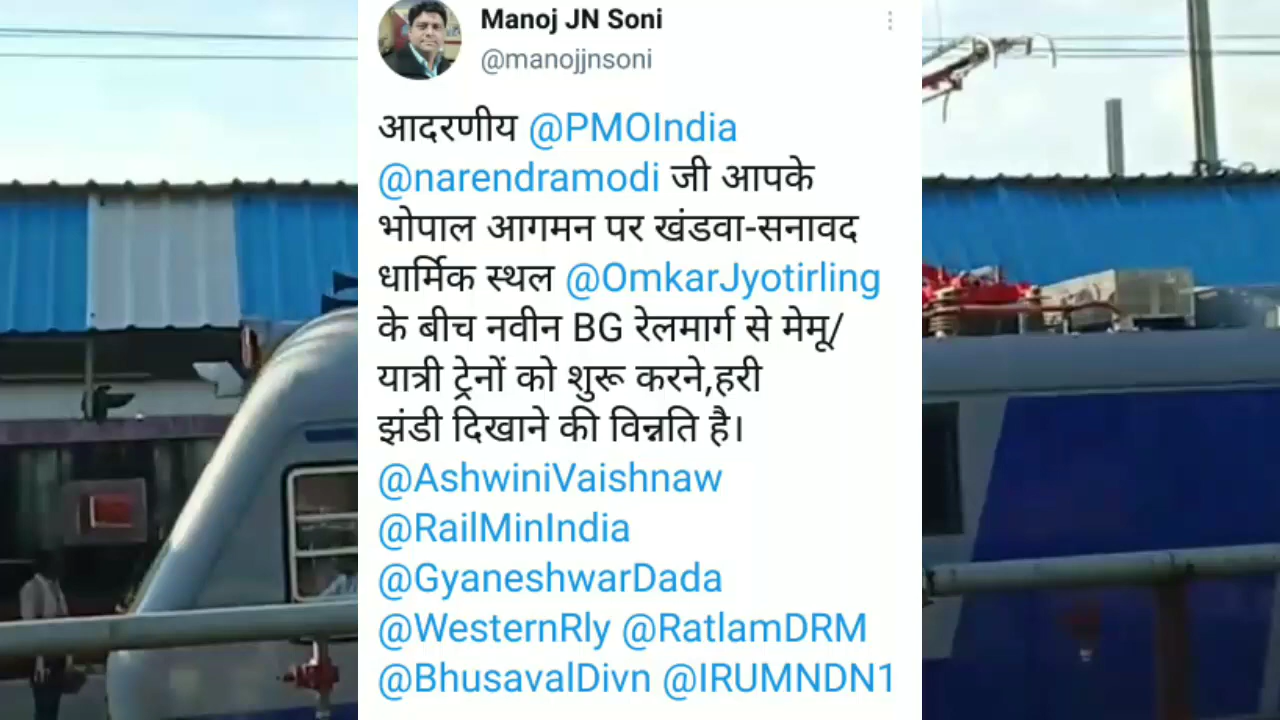 Manoj JN Soni
@manojjnsoni
आदरणीय @PMOIndia
@narendramodi जी आपके
भोपाल आगमन पर खंडवा-सनावद
धार्मिक स्थल @OmkarJyotirling
के बीच नवीन BG रेलमार्ग से मेमू/
यात्री ट्रेनों को शुरू करने,हरी
झंडी दिखाने की विन्नति है।
@AshwiniVaishnaw
@RailMinIndia
@GyaneshwarDada
@WesternRly @RatlamDRM
@BhusavalDivn @IRUMNDN1